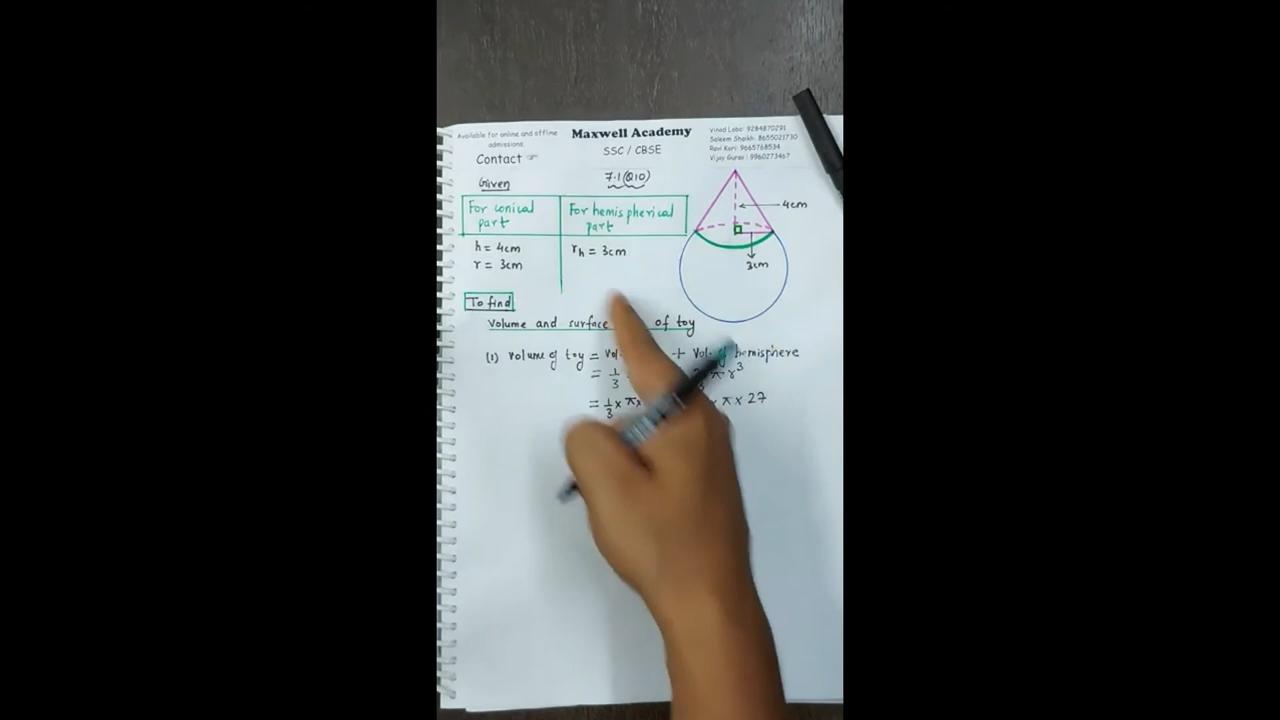 Available for online and offline
admissions.
Contact ☞
Maxwell Academy
SSC / CBSE
Vinod Lobo: 9284870291
Saleem Shaikh: 8655021730
Ravi Kori: 9665768534
Vijay Gurav : 9960273467
Given
7.1(Q10)
For conical
part
For hemispherical
part
h = 4cm
r = 3cm
rh = 3cm
4cm
3cm
To find
Volume and surface of toy
(1) Volume of toy = Vol. + Vol. of hemisphere
= 1/3 π r³
= 1/3 × π × × π × 27